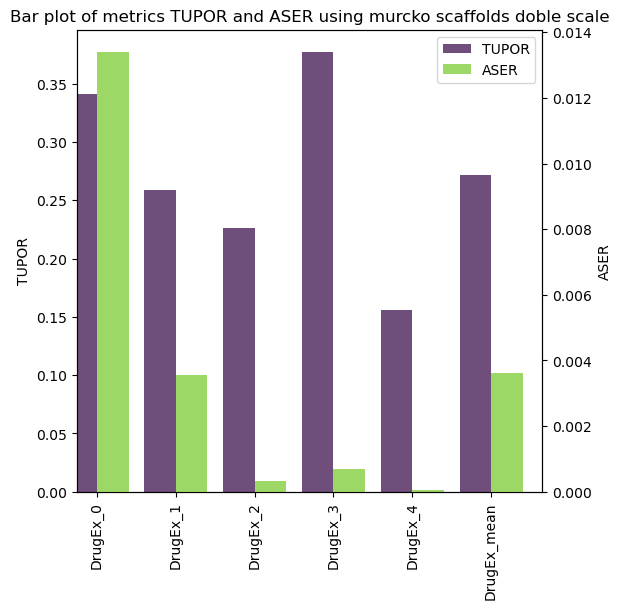 Bar plot of metrics TUPOR and ASER using murcko scaffolds doble scale
TUPOR
ASER
0.35
0.30
0.25
0.20
0.15
0.10
0.05
0.00
TUPOR
0.014
0.012
0.010
0.008
0.006
0.004
0.002
0.000
ASER
DrugEx_0
DrugEx_1
DrugEx_2
DrugEx_3
DrugEx_4
DrugEx_mean